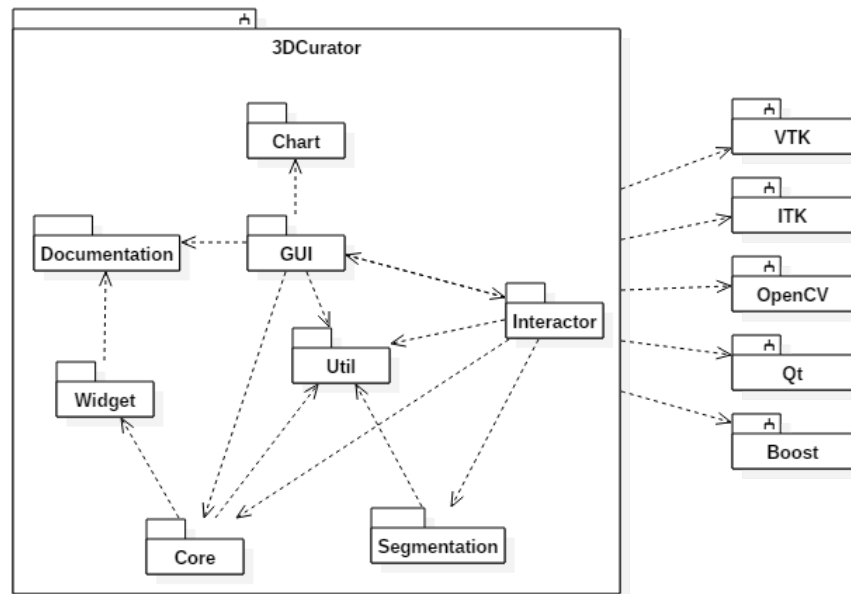 3DCurator
Chart
VTK
ITK
Documentation
GUI
OpenCV
Interactor
Util
Qt
Widget
Boost
Core
Segmentation